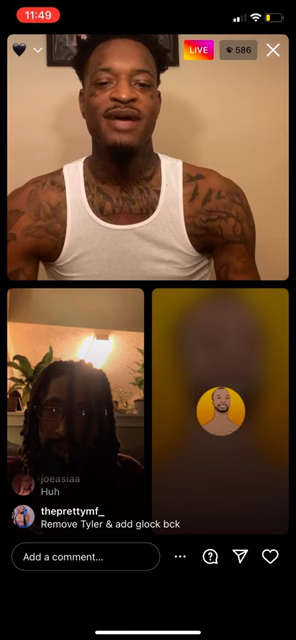 11:49
LIVE
586
joeasiaa
Huh
theprettymf_
Remove Tyler & add glock bck
Add a comment...